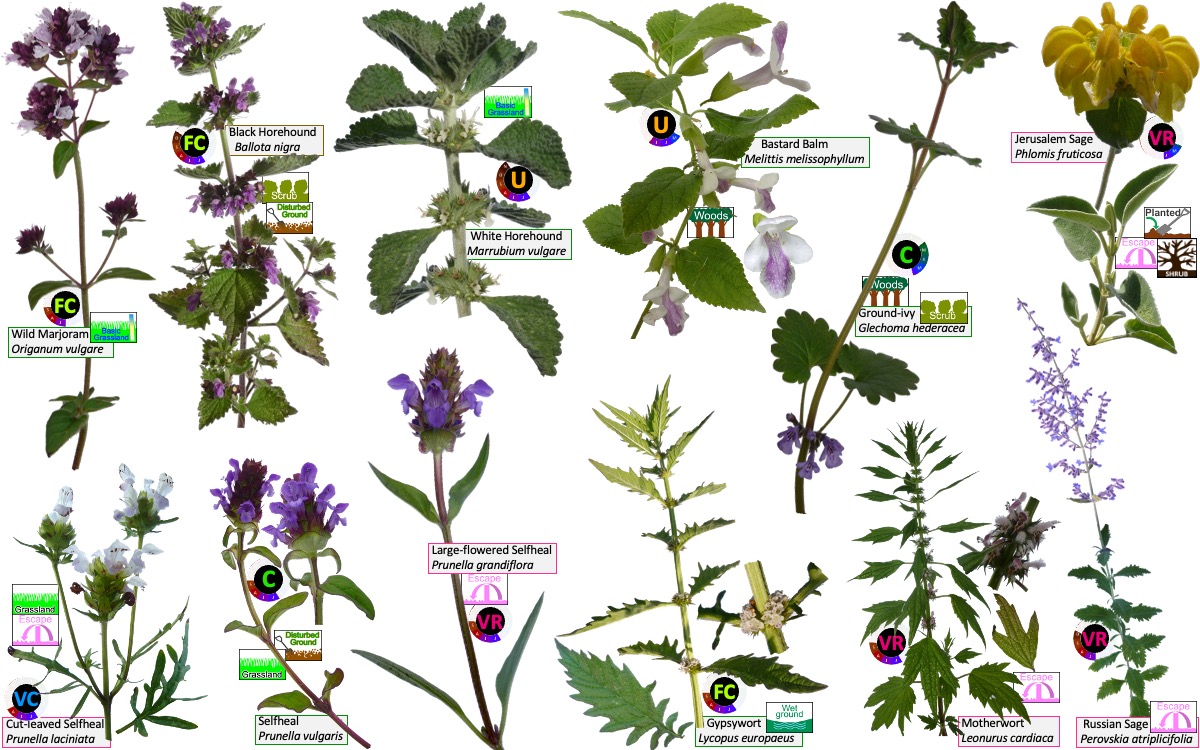 FC
Black Horehound
Ballota nigra
Scrub
Disturbed
Ground
Basic
Grassland
U
White Horehound
Marrubium vulgare
U
Bastard Balm
Melittis melissophyllum
Woods
C
Woods
Scrub
Ground-ivy
Glechoma hederacea
VR
Jerusalem Sage
Phlomis fruticosa
Planted
Escape
SHRUB
FC
Basic
Grassland
Wild Marjoram
Origanum vulgare
Grassland
Escape
VC
Cut-leaved Selfheal
Prunella laciniata
C
Disturbed
Ground
Grassland
Selfheal
Prunella vulgaris
Large-flowered Selfheal
Prunella grandiflora
Escape
VR
FC
Wet
ground
Gypsywort
Lycopus europaeus
VR
Escape
Motherwort
Leonurus cardiaca
VR
Escape
Russian Sage
Perovskia atriplicifolia